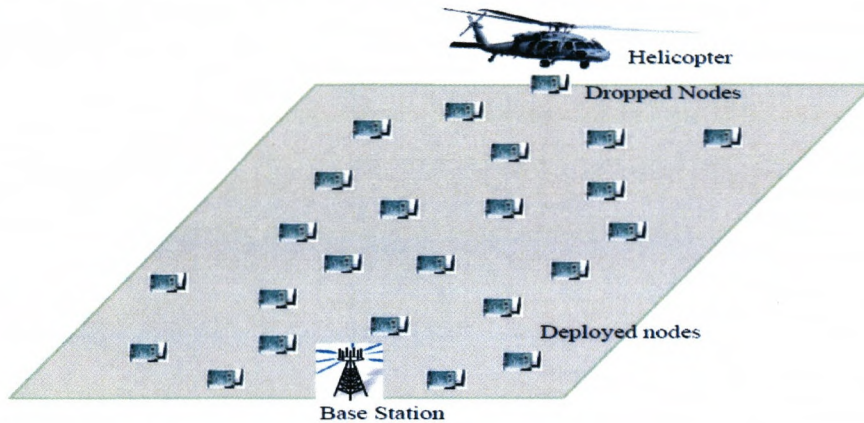 Helicopter
Dropped Nodes
Deployed nodes
Base Station